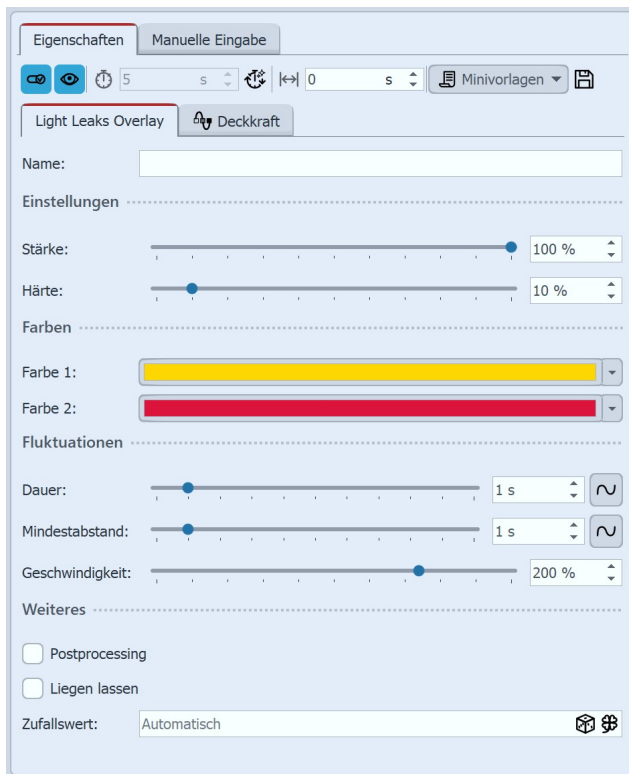 Eigenschaften Manuelle Eingabe
5 s 0 s Minivorlagen
Light Leaks Overlay Deckkraft
Name:
Einstellungen
Stärke: 100 %
Härte: 10 %
Farben
Farbe 1:
Farbe 2:
Fluktuationen
Dauer: 1 s
Mindestabstand: 1 s
Geschwindigkeit: 200 %
Weiteres
Postprocessing
Liegen lassen
Zufallswert: Automatisch